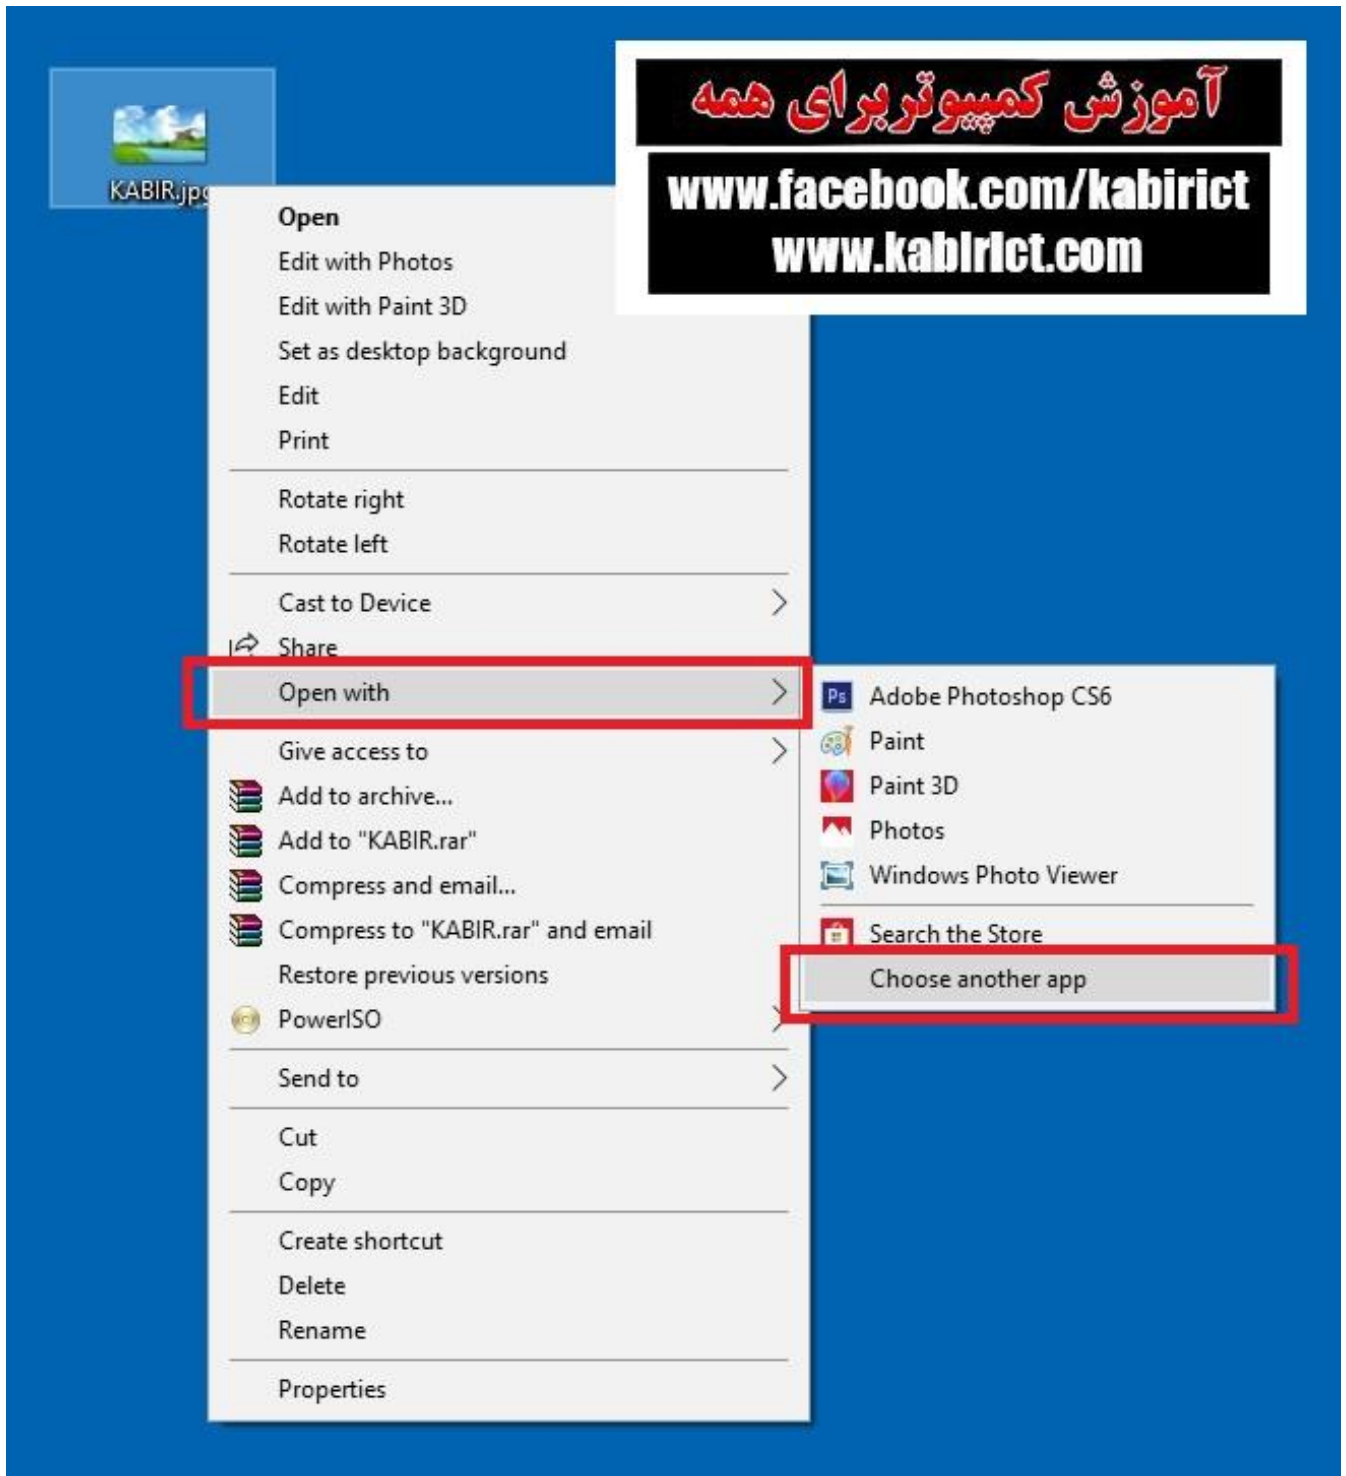 آموزش کمپیوتر برای همه
www.facebook.com/kabirict
www.kabirict.com
KABIR.jpg
Open
Edit with Photos
Edit with Paint 3D
Set as desktop background
Edit
Print
Rotate right
Rotate left
Cast to Device
Share
Open with
Give access to
Add to archive...
Add to "KABIR.rar"
Compress and email...
Compress to "KABIR.rar" and email
Restore previous versions
PowerISO
Send to
Cut
Copy
Create shortcut
Delete
Rename
Properties
Ps Adobe Photoshop CS6
Paint
Paint 3D
Photos
Windows Photo Viewer
Search the Store
Choose another app